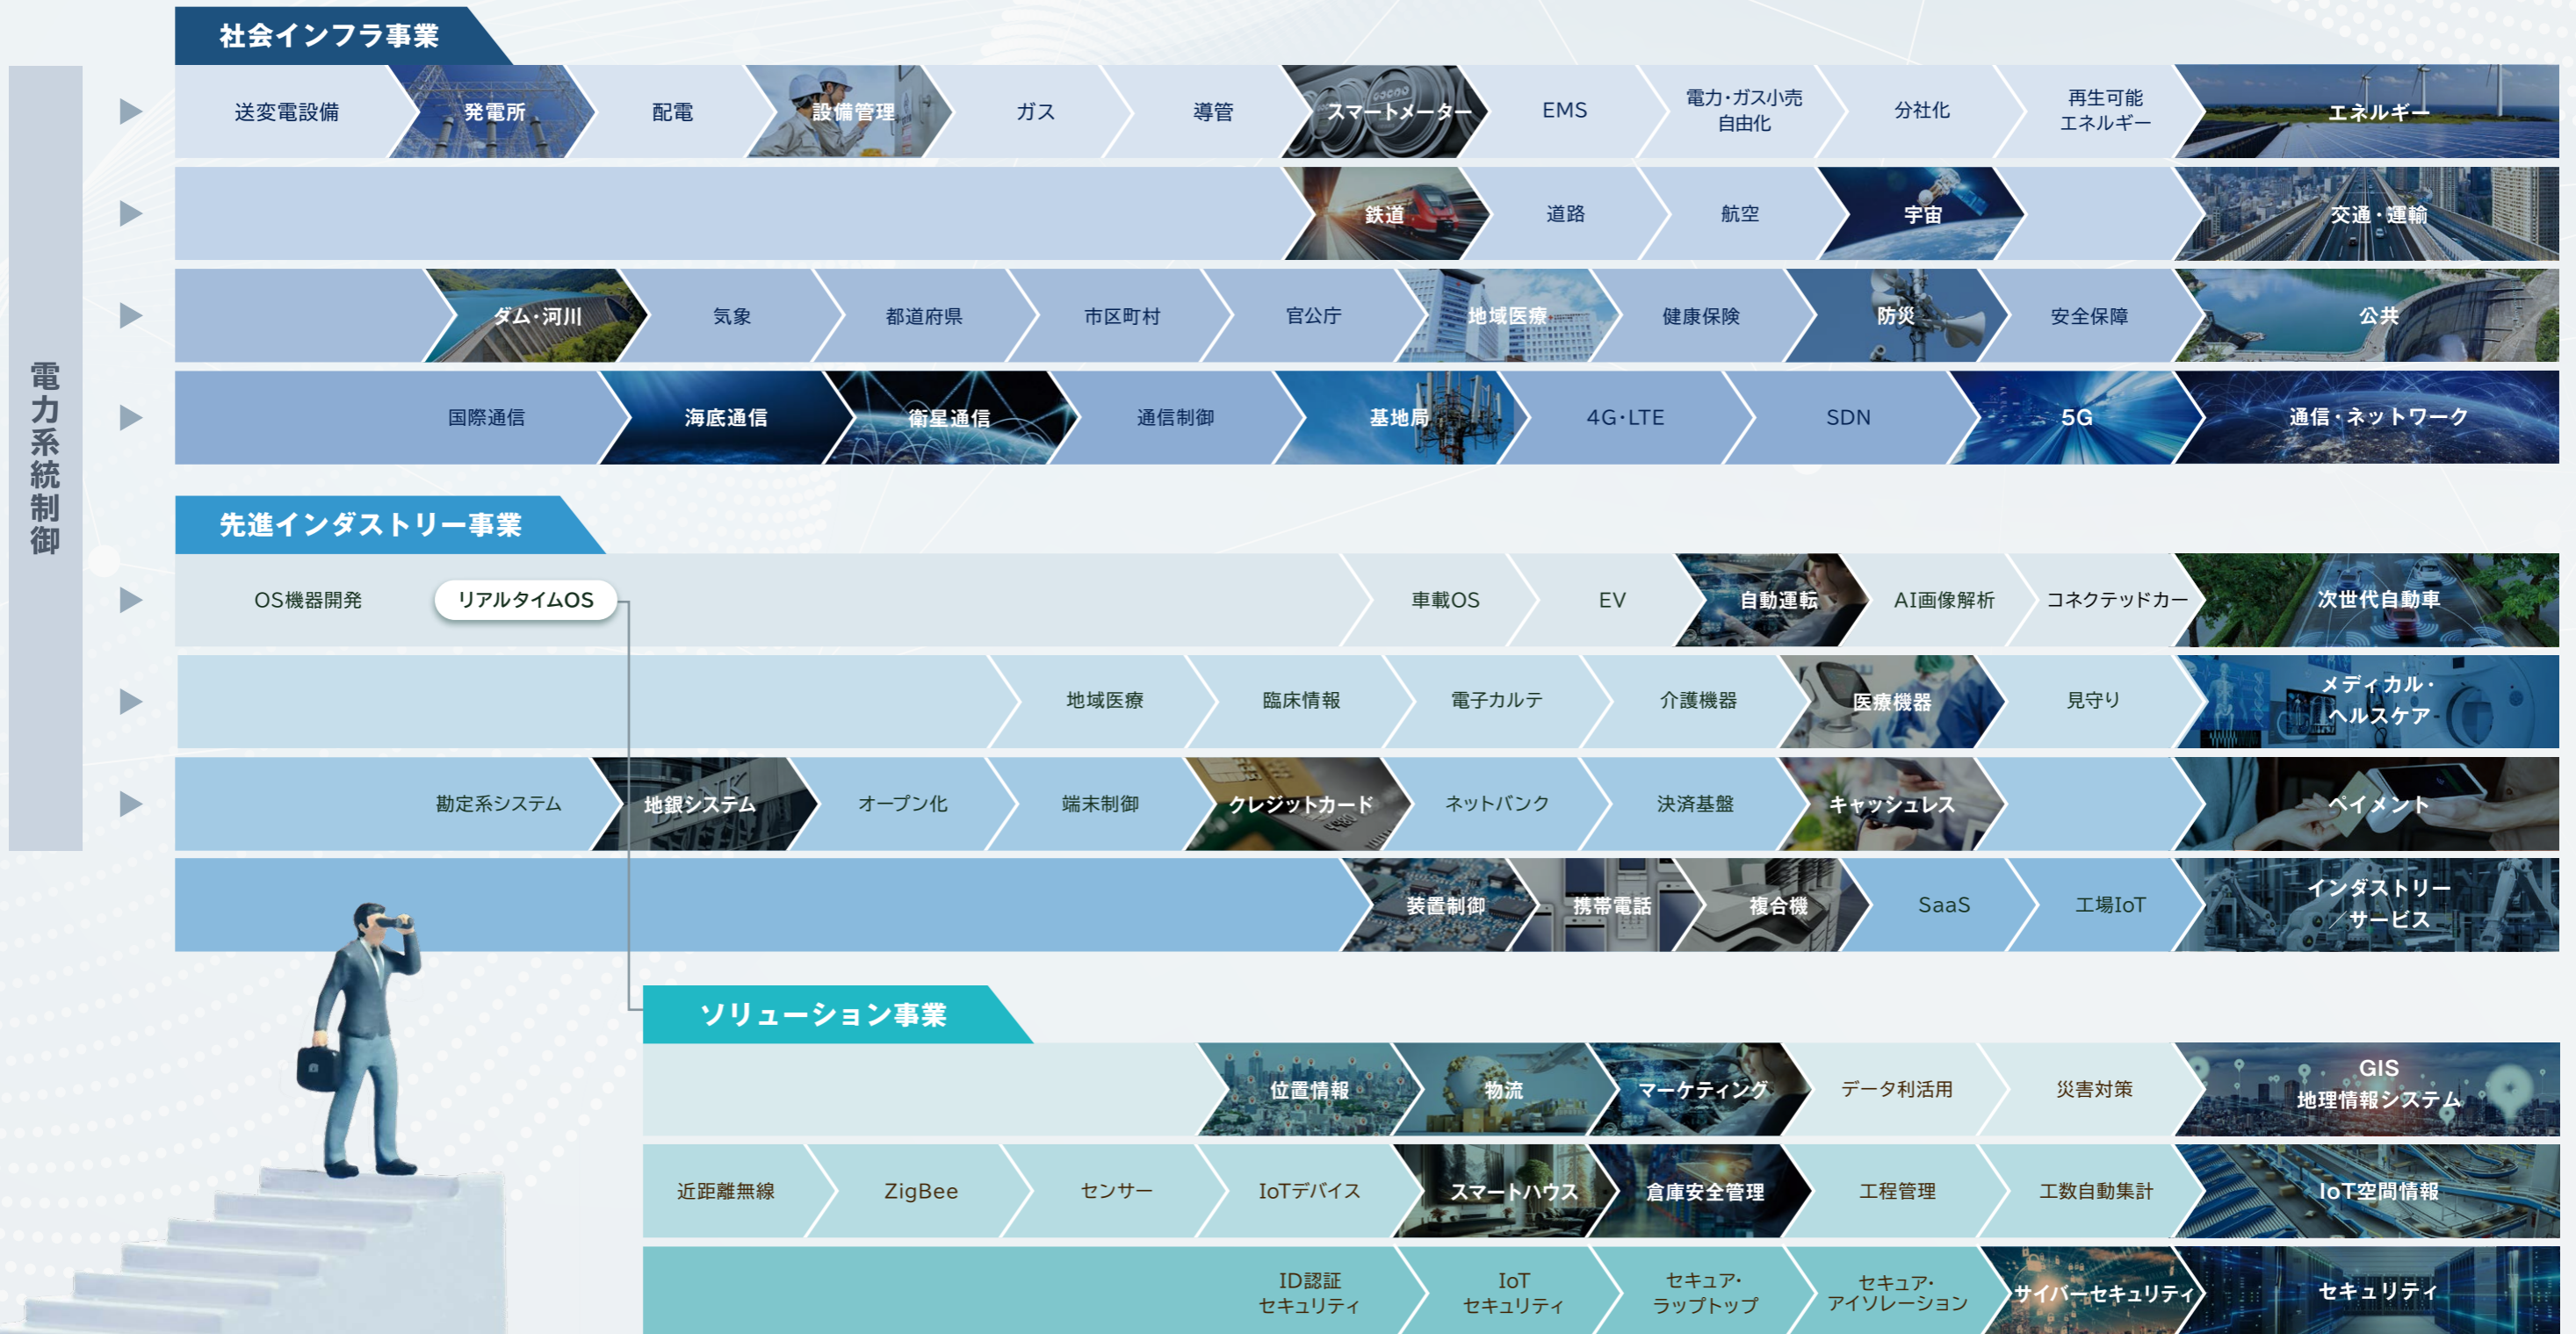 社会インフラ事業
電力系統制御
送変電設備
発電所
配電
設備管理
ガス
導管
スマートメーター
EMS
電力・ガス小売
自由化
分社化
再生可能
エネルギー
エネルギー
鉄道
道路
航空
宇宙
交通・運輸
ダム・河川
気象
都道府県
市区町村
官公庁
地域医療
健康保険
防災
安全保障
公共
国際通信
海底通信
衛星通信
通信制御
基地局
4G・LTE
SDN
5G
通信・ネットワーク
先進インダストリー事業
OS機器開発
リアルタイムOS
車載OS
EV
自動運転
AI画像解析
コネクテッドカー
次世代自動車
地域医療
臨床情報
電子カルテ
介護機器
医療機器
見守り
メディカル・
ヘルスケア
勘定系システム
地銀システム
オープン化
端末制御
クレジットカード
ネットバンク
決済基盤
キャッシュレス
ペイメント
装置制御
携帯電話
複合機
SaaS
工場IoT
インダストリー
／サービス
ソリューション事業
位置情報
物流
マーケティング
データ利活用
災害対策
GIS
地理情報システム
近距離無線
ZigBee
センサー
IoTデバイス
スマートハウス
倉庫安全管理
工程管理
工数自動集計
IoT空間情報
ID認証
セキュリティ
IoT
セキュリティ
セキュア・
ラップトップ
セキュア・
アイソレーション
サイバーセキュリティ
セキュリティ